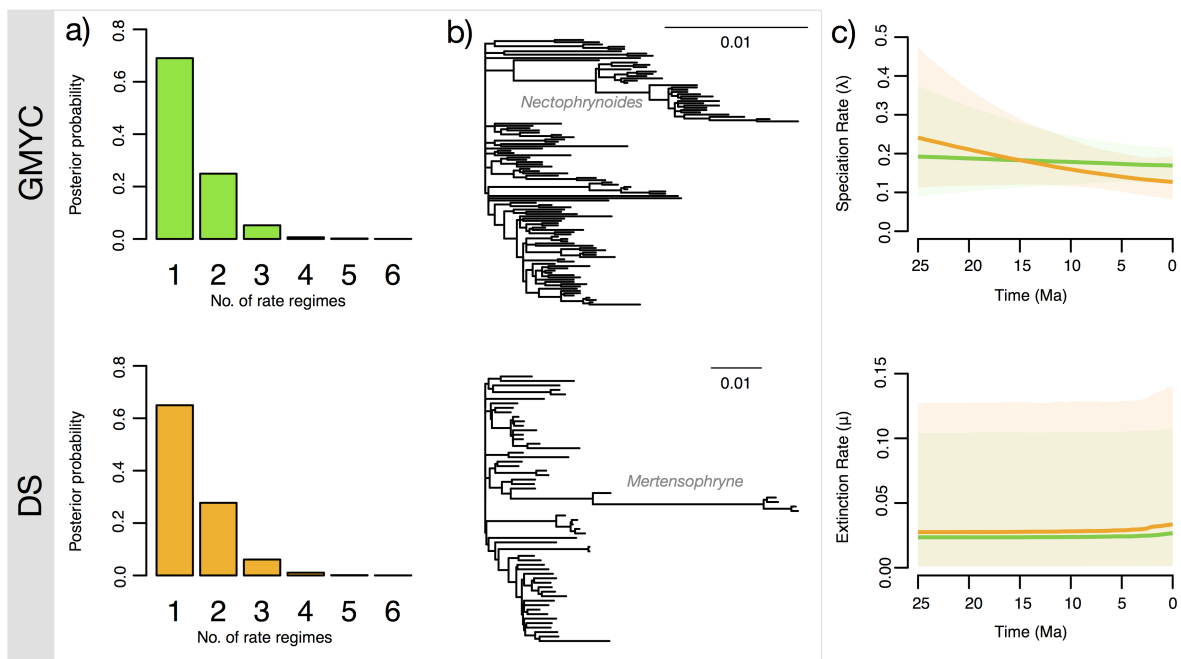 GMYC
a)
Posterior probability
0.8
0.6
0.4
0.2
0.0
1 2 3 4 5 6
No. of rate regimes
b)
0.01
Nectophrynoides
c)
Speciation Rate (λ)
0.5
0.4
0.3
0.2
0.1
0.0
25 20 15 10 5 0
Time (Ma)
DS
Posterior probability
0.8
0.6
0.4
0.2
0.0
1 2 3 4 5 6
No. of rate regimes
0.01
Mertensophryne
Extinction Rate (μ)
0.15
0.10
0.05
0.00
25 20 15 10 5 0
Time (Ma)